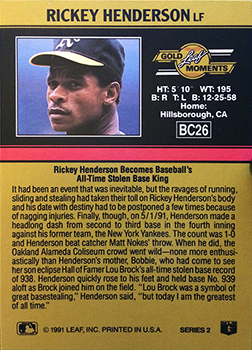 RICKEY HENDERSON LF
GOLD Leaf MOMENTS
HT: 5' 10" WT: 195
B: R T: L B: 12-25-58
Home:
Hillsborough, CA
BC26
Rickey Henderson Becomes Baseball's
All-Time Stolen Base King
It had been an event that was inevitable, but the ravages of running,
sliding and stealing had taken their toll on Rickey Henderson's body
and his date with destiny had to be postponed a few times because
of nagging injuries. Finally, though, on 5/1/91, Henderson made a
headlong dash from second to third base in the fourth inning
against his former team, the New York Yankees. The count was 1-0
and Henderson beat catcher Matt Nokes' throw. When he did, the
Oakland Alameda Coliseum crowd went wild—none more enthusi-
astically than Henderson's mother, Bobbie, who had come to see
her son eclipse Hall of Famer Lou Brock's all-time stolen base record
of 938. Henderson quickly rose to his feet and held base No. 939
aloft as Brock joined him on the field. "Lou Brock was a symbol
of great basestealing," Henderson said, "but today I am the greatest
of all time."
© 1991 LEAF, INC. PRINTED IN U.S.A.
SERIES 2